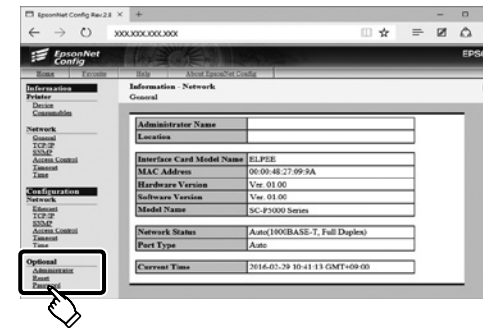 EpsonNet Config Rev 2.8
XXX.XXX.XXX.XXX
EpsonNet
Config
EPS
Home Favorite Help About EpsonNet Config
Information
Printer
Device
Consumables
Network
General
TCP/IP
SNMP
Access Control
Timeout
Time
Configuration
Network
Ethernet
TCP/IP
SNMP
Access Control
Timeout
Time
Optional
Administrator
Reset
Password
Information - Network
General
Administrator Name
Location
Interface Card Model Name ELPEE
MAC Address 00:00:48:27:09:9A
Hardware Version Ver. 01.00
Software Version Ver. 01.00
Model Name SC-P5000 Series
Network Status Auto(1000BASE-T, Full Duplex)
Port Type Auto
Current Time 2016-02-29 10:41:13 GMT+09:00